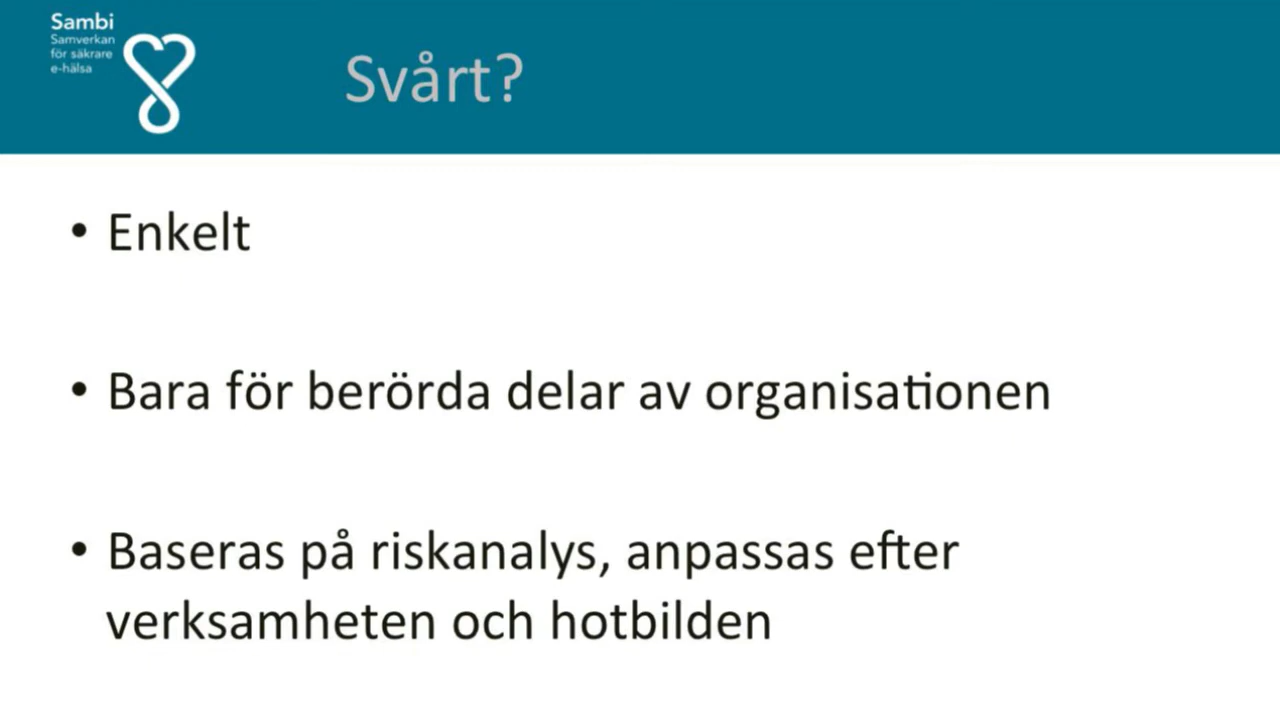 Sambi
Samverkan
för säkrare
e-hälsa
Svårt?
• Enkelt
• Bara för berörda delar av organisationen
• Baseras på riskanalys, anpassas efter
verksamheten och hotbilden